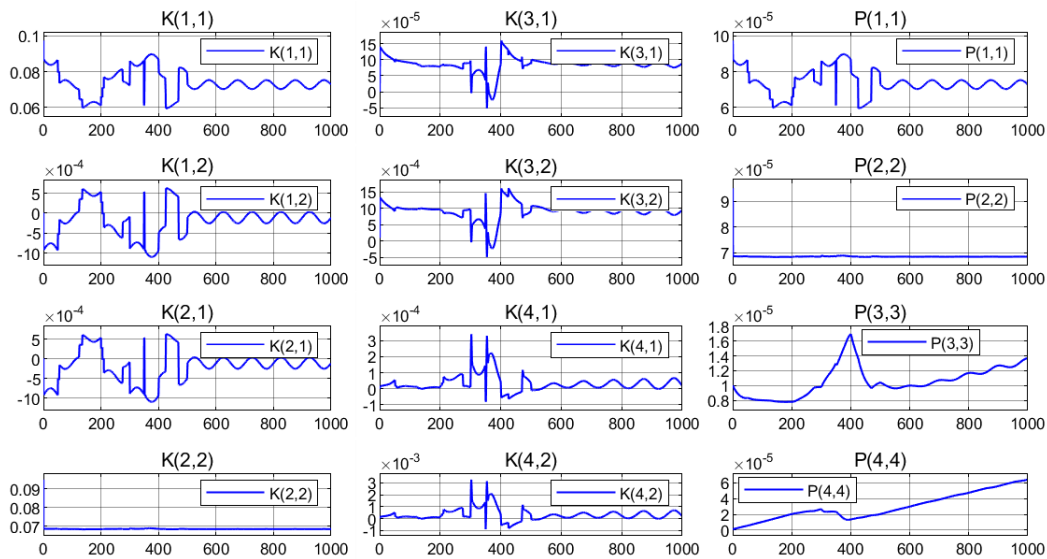 K(1,1)
0.1
0.08
0.06
K(1,1)
0 200 400 600 800 1000
K(3,1)
×10⁻⁵
15
10
5
0
-5
K(3,1)
0 200 400 600 800 1000
P(1,1)
×10⁻⁵
10
8
6
P(1,1)
0 200 400 600 800 1000
K(1,2)
×10⁻⁴
5
0
-5
-10
K(1,2)
0 200 400 600 800 1000
K(3,2)
×10⁻⁴
15
10
5
0
-5
K(3,2)
0 200 400 600 800 1000
P(2,2)
×10⁻⁵
9
8
7
P(2,2)
0 200 400 600 800 1000
K(2,1)
×10⁻⁴
5
0
-5
-10
K(2,1)
0 200 400 600 800 1000
K(4,1)
×10⁻⁴
3
2
1
0
-1
K(4,1)
0 200 400 600 800 1000
P(3,3)
×10⁻⁵
1.8
1.6
1.4
1.2
1
0.8
P(3,3)
0 200 400 600 800 1000
K(2,2)
0.09
0.08
0.07
K(2,2)
0 200 400 600 800 1000
K(4,2)
×10⁻³
3
2
1
0
-1
K(4,2)
0 200 400 600 800 1000
P(4,4)
×10⁻⁵
6
4
2
0
P(4,4)
0 200 400 600 800 1000